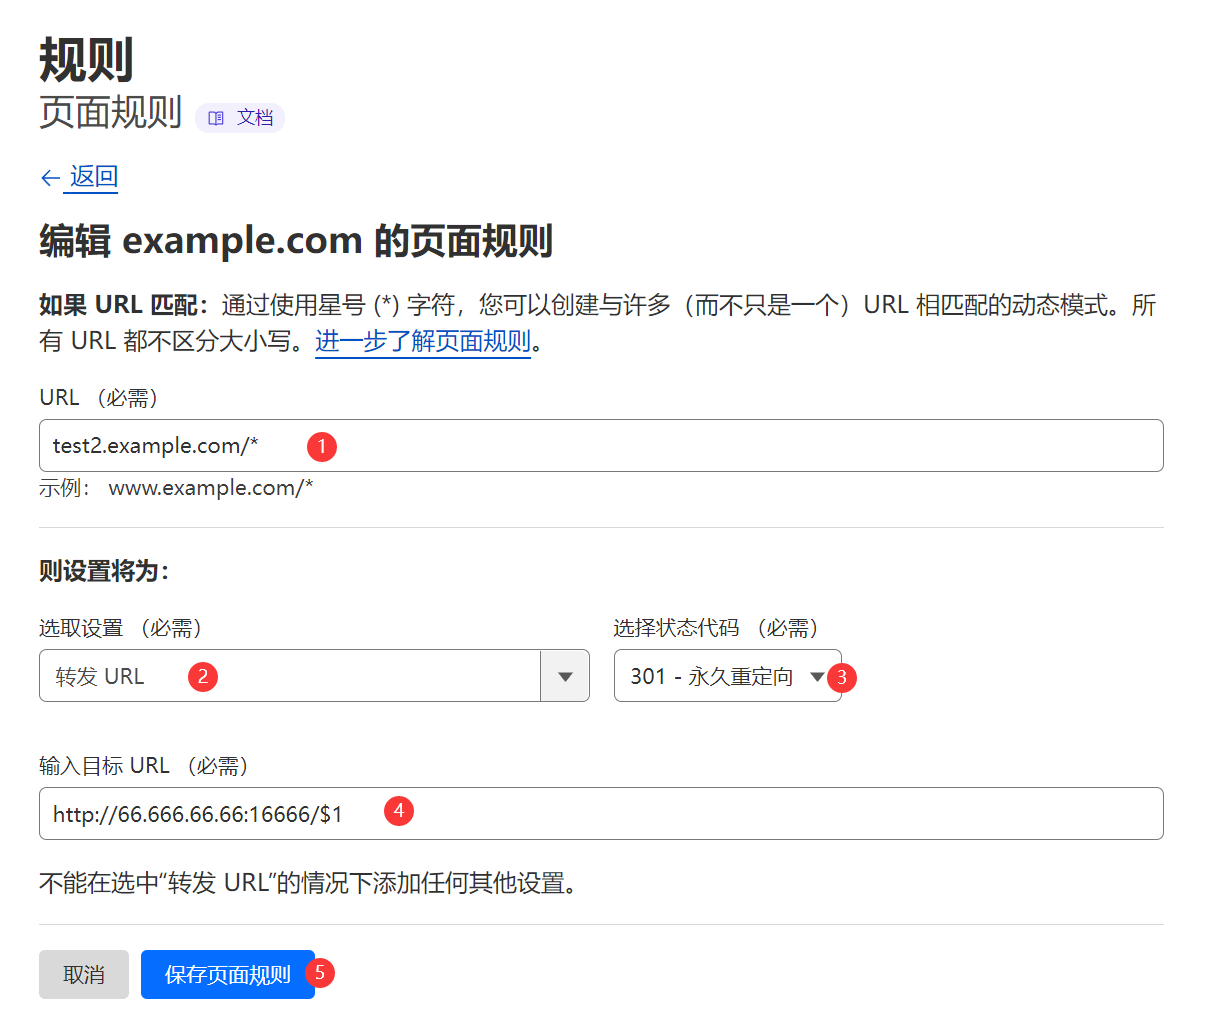 规则
页面规则 文档
← 返回
编辑 example.com 的页面规则
如果 URL 匹配：通过使用星号 (*) 字符，您可以创建与许多（而不只是一个）URL 相匹配的动态模式。所
有 URL 都不区分大小写。进一步了解页面规则。
URL （必需）
test2.example.com/* 1
示例： www.example.com/*
则设置将为：
选取设置 （必需） 选择状态代码 （必需）
转发 URL 2 301 - 永久重定向 3
输入目标 URL （必需）
http://66.666.66.66:16666/$1 4
不能在选中“转发 URL”的情况下添加任何其他设置。
取消 保存页面规则 5